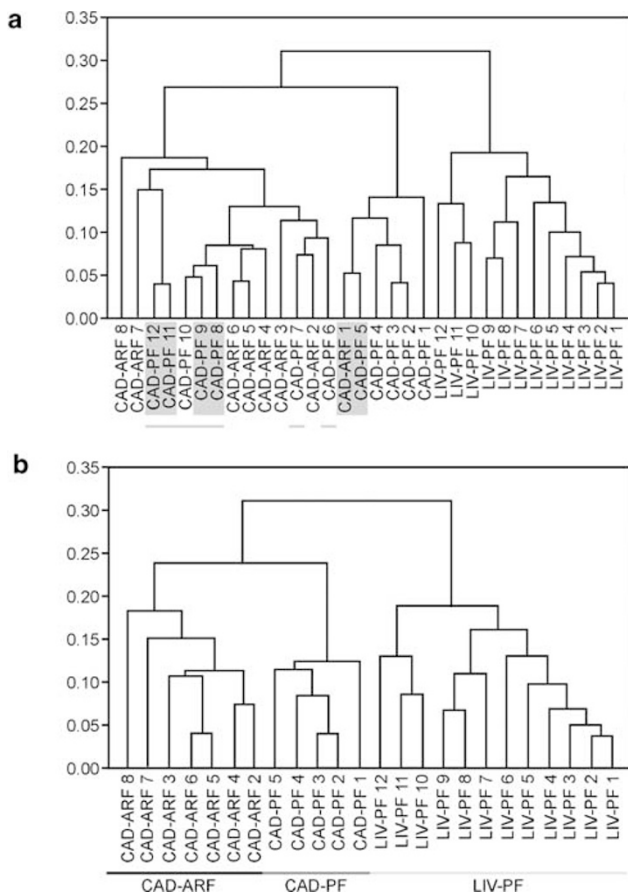 a
0.35
0.30
0.25
0.20
0.15
0.10
0.05
0.00
CAD-ARF 8
CAD-ARF 7
CAD-PF 12
CAD-PF 11
CAD-PF 10
CAD-PF 9
CAD-PF 8
CAD-ARF 6
CAD-ARF 5
CAD-ARF 4
CAD-ARF 3
CAD-PF 7
CAD-ARF 2
CAD-PF 6
CAD-ARF 1
CAD-PF 5
CAD-PF 4
CAD-PF 3
CAD-PF 2
CAD-PF 1
LIV-PF 12
LIV-PF 11
LIV-PF 10
LIV-PF 9
LIV-PF 8
LIV-PF 7
LIV-PF 6
LIV-PF 5
LIV-PF 4
LIV-PF 3
LIV-PF 2
LIV-PF 1
b
0.35
0.30
0.25
0.20
0.15
0.10
0.05
0.00
CAD-ARF 8
CAD-ARF 7
CAD-ARF 3
CAD-ARF 6
CAD-ARF 5
CAD-ARF 4
CAD-ARF 2
CAD-PF 5
CAD-PF 4
CAD-PF 3
CAD-PF 2
CAD-PF 1
LIV-PF 12
LIV-PF 11
LIV-PF 10
LIV-PF 9
LIV-PF 8
LIV-PF 7
LIV-PF 6
LIV-PF 5
LIV-PF 4
LIV-PF 3
LIV-PF 2
LIV-PF 1
CAD-ARF CAD-PF LIV-PF